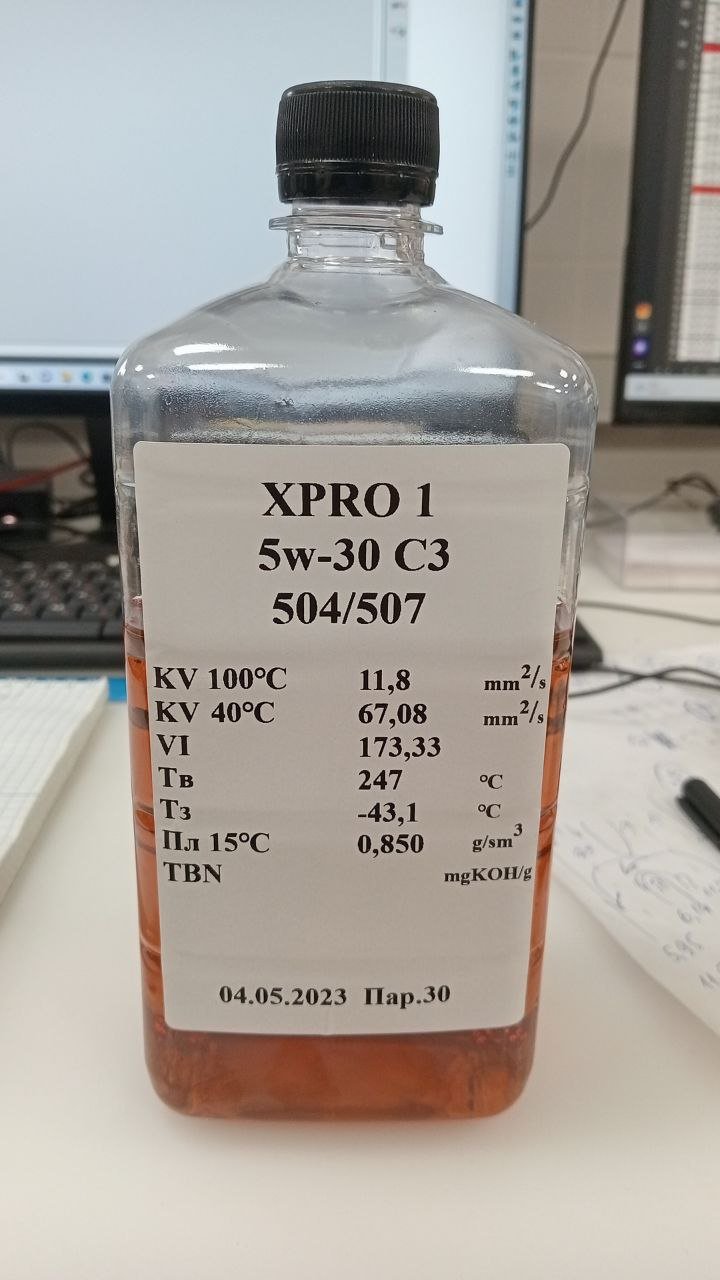 XPRO 1
5w-30 C3
504/507
KV 100°C 11,8 mm²/s
KV 40°C 67,08 mm²/s
VI 173,33
Тв 247 °C
Тз -43,1 °C
Пл 15°C 0,850 g/sm³
TBN mgKOH/g
04.05.2023 Пар.30